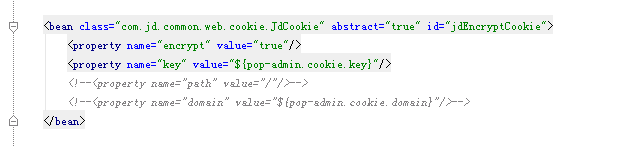 <bean class="com.jd.common.web.cookie.JdCookie" abstract="true" id="jdEncryptCookie">
<property name="encrypt" value="true"/>
<property name="key" value="${pop-admin.cookie.key}"/>
<!--<property name="path" value="/"/>-->
<!--<property name="domain" value="${pop-admin.cookie.domain}"/>-->
</bean>